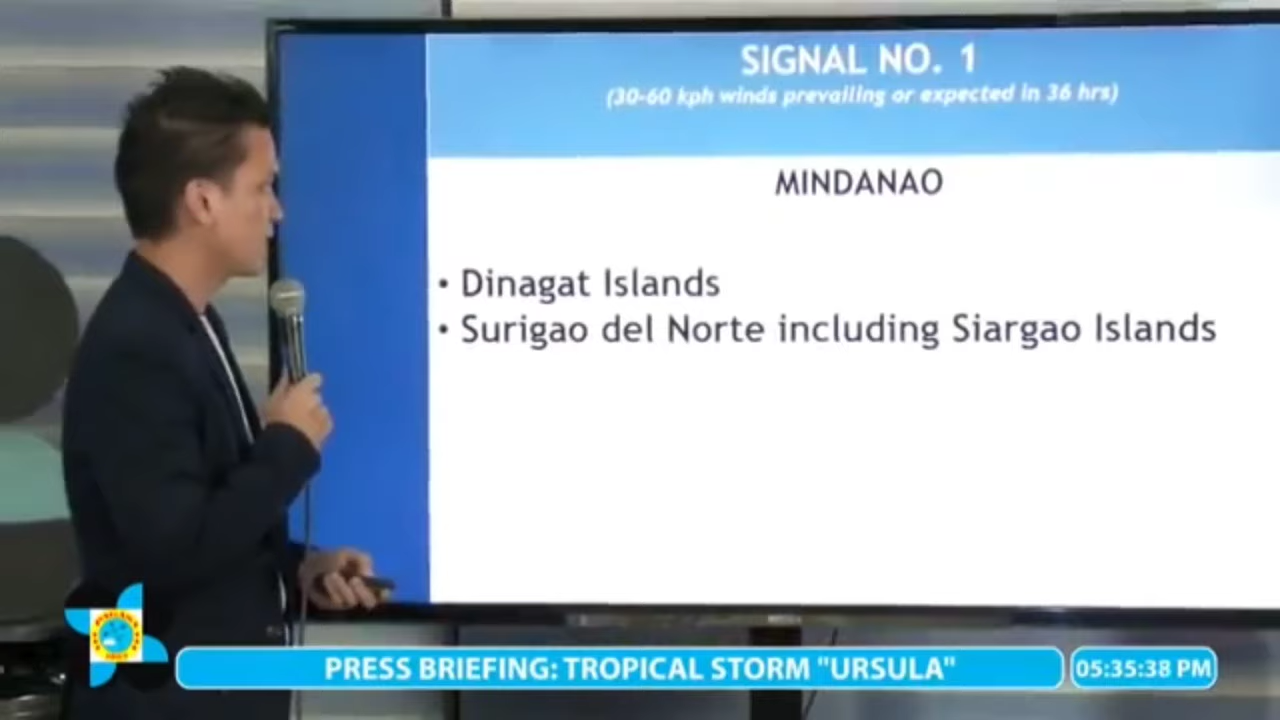 SIGNAL NO. 1
(30-60 kph winds prevailing or expected in 36 hrs)
MINDANAO
• Dinagat Islands
• Surigao del Norte including Siargao Islands
PRESS BRIEFING: TROPICAL STORM "URSULA"
05:35:38 PM